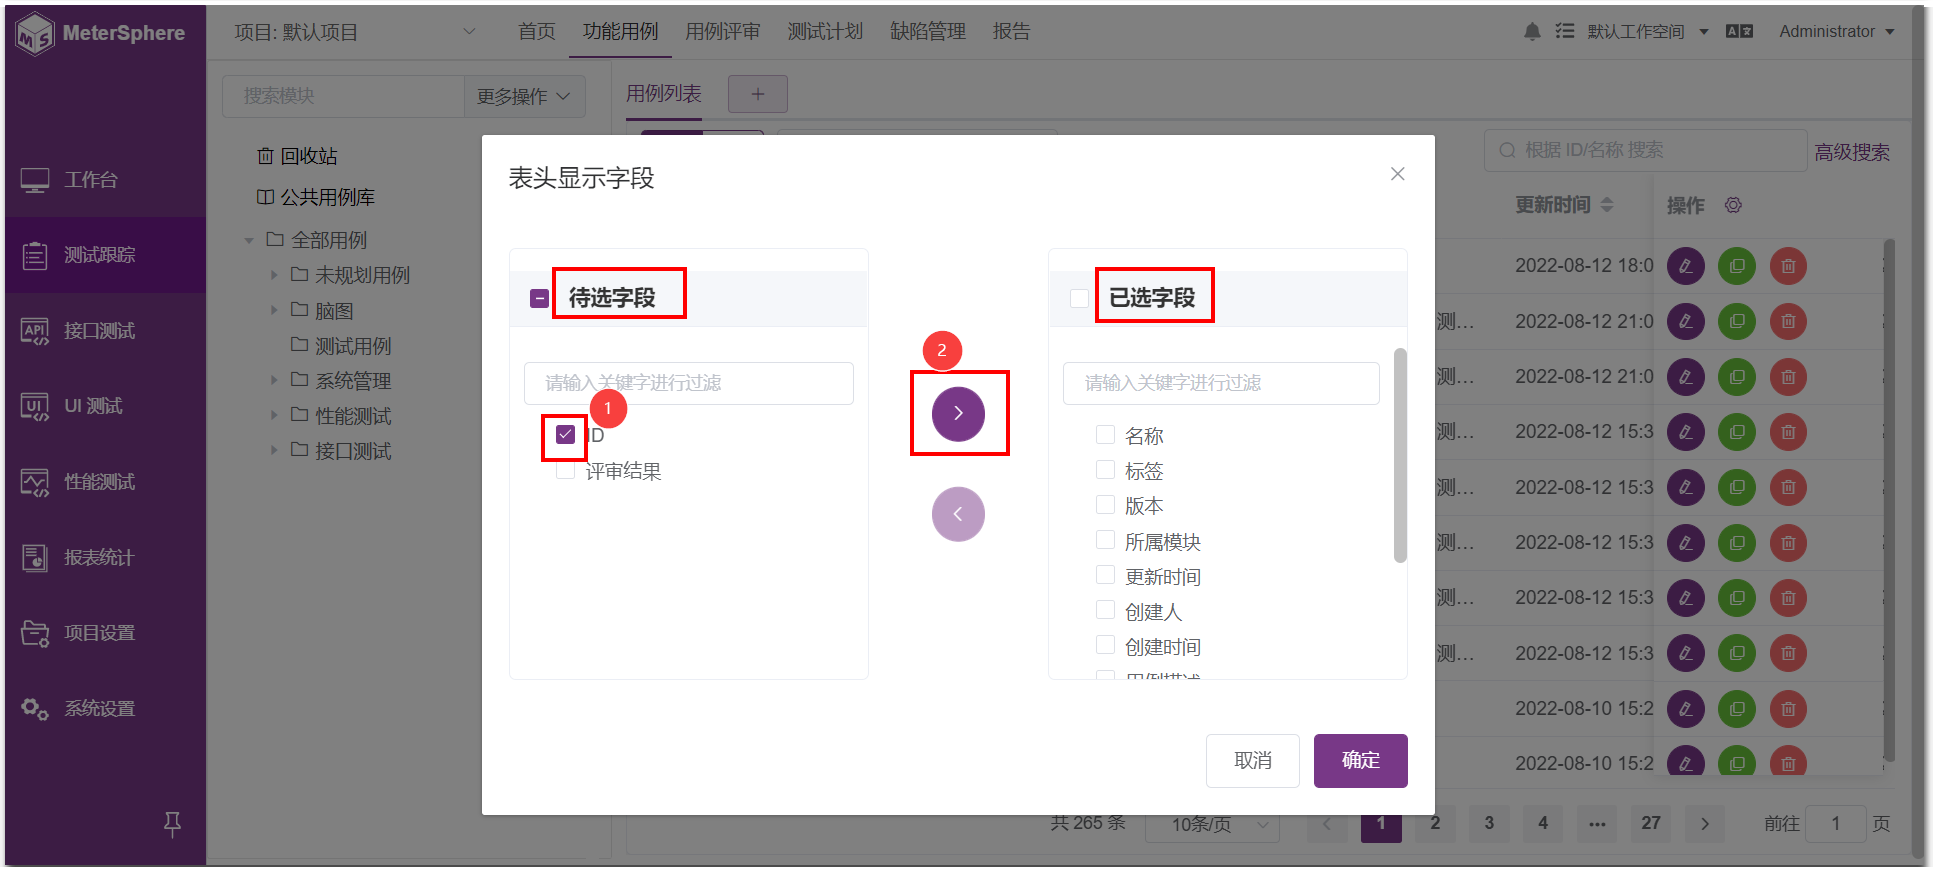 MeterSphere
项目: 默认项目
首页
功能用例
用例评审
测试计划
缺陷管理
报告
默认工作空间
Administrator
搜索模块
更多操作
用例列表
+
回收站
公共用例库
全部用例
未规划用例
脑图
测试用例
系统管理
性能测试
接口测试
工作台
测试跟踪
接口测试
UI 测试
性能测试
报表统计
项目设置
系统设置
根据 ID/名称 搜索
高级搜索
更新时间
操作
2022-08-12 18:0
测...
2022-08-12 21:0
测...
2022-08-12 21:0
测...
2022-08-12 15:3
测...
2022-08-12 15:3
测...
2022-08-12 15:3
测...
2022-08-12 15:3
测...
2022-08-12 15:3
2022-08-10 15:2
2022-08-10 15:2
表头显示字段
待选字段
请输入关键字进行过滤
1
ID
评审结果
2
已选字段
请输入关键字进行过滤
名称
标签
版本
所属模块
更新时间
创建人
创建时间
用例描述
取消
确定
共 265 条
10条/页
1
2
3
4
...
27
前往
1
页